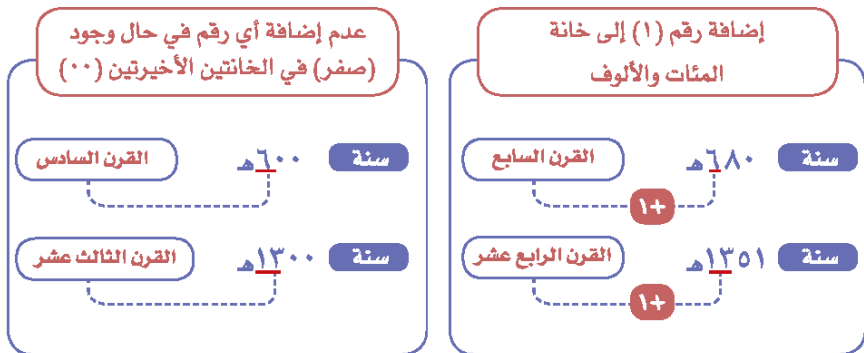 إضافة رقم (١) إلى خانة
المئات والألوف
سنة ٦٨٠هـ القرن السابع
+١
سنة ١٣٥١هـ القرن الرابع عشر
+١
عدم إضافة أي رقم في حال وجود
(صفر) في الخانتين الأخيرتين (٠٠)
سنة ٦٠٠هـ القرن السادس
سنة ١٣٠٠هـ القرن الثالث عشر